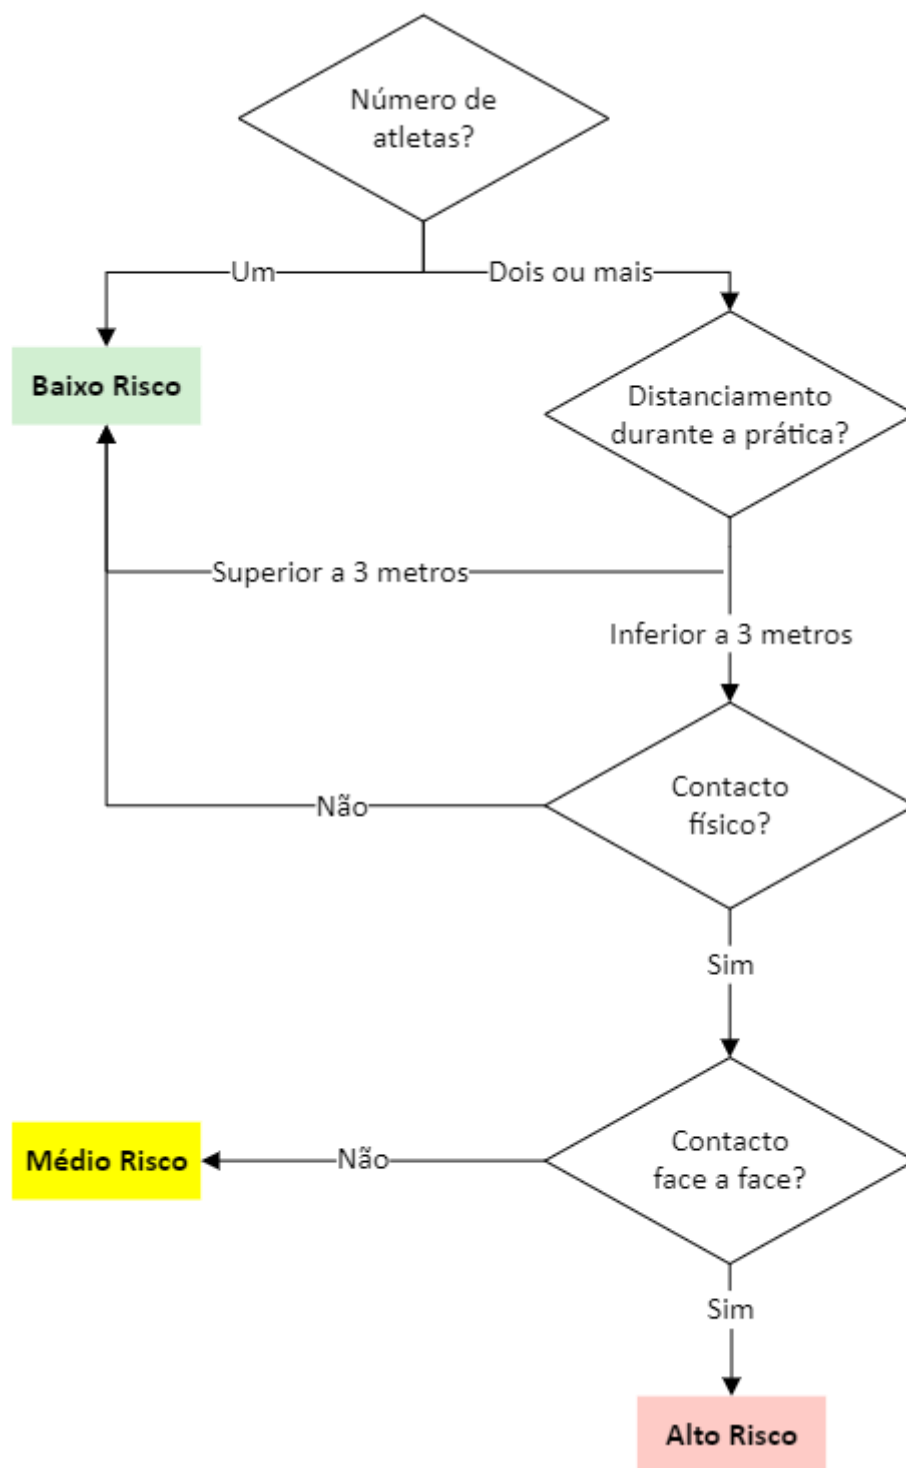 Número de
atletas?
Um
Dois ou mais
Baixo Risco
Distanciamento
durante a prática?
Superior a 3 metros
Inferior a 3 metros
Contacto
físico?
Não
Sim
Contacto
face a face?
Não
Médio Risco
Sim
Alto Risco